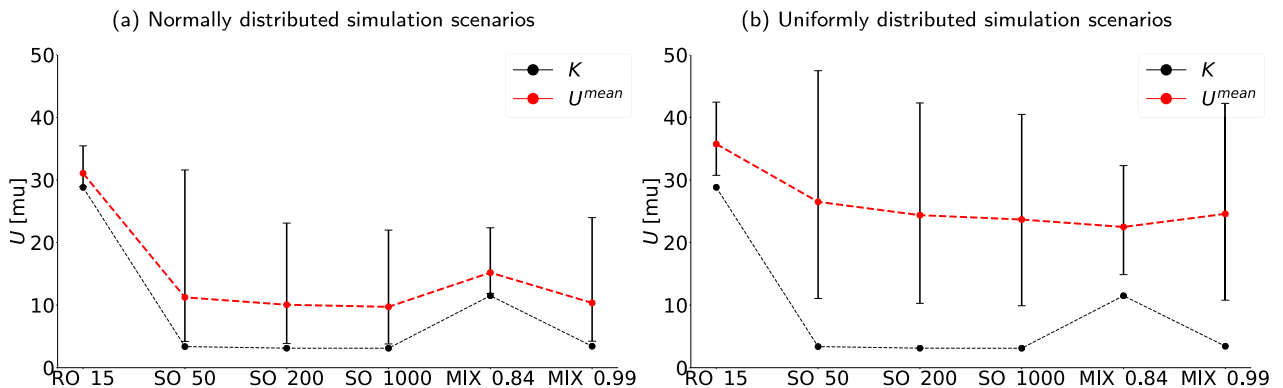 (a) Normally distributed simulation scenarios
50
40
30
20
10
0
U [mu]
K
U^mean
RO 15
SO 50
SO 200
SO 1000
MIX 0.84
MIX 0.99
(b) Uniformly distributed simulation scenarios
50
40
30
20
10
0
U [mu]
K
U^mean
RO 15
SO 50
SO 200
SO 1000
MIX 0.84
MIX 0.99